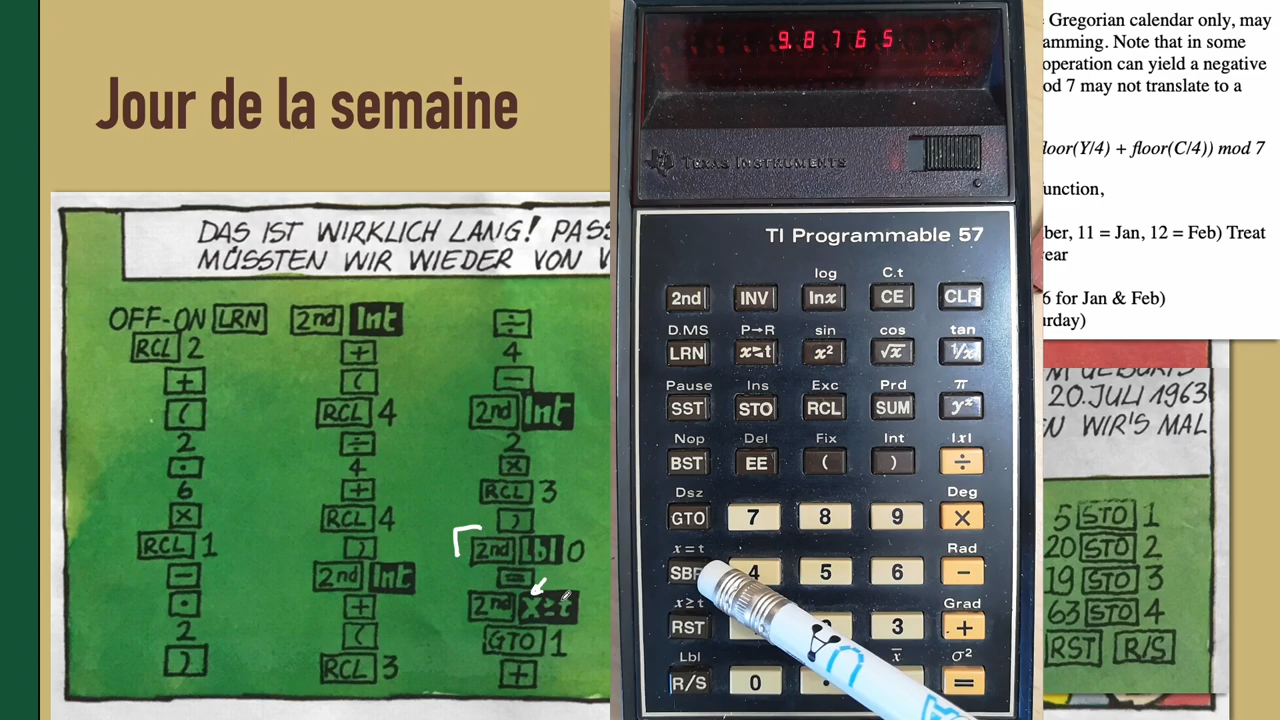 Jour de la semaine
DAS IST WIRKLICH LANG!
MÜSSTEN WIR WIEDER VON
OFF-ON LRN
RCL 2
+
(
2
.
6
×
RCL 1
-
.
2
)
2nd Int
+
(
RCL 4
÷
4
+
RCL 4
)
2nd Int
+
(
RCL 3
÷
4
-
2nd Int
2
×
RCL 3
)
2nd Lbl 0
=
2nd x≥t
GTO 1
+
9.8765
TEXAS INSTRUMENTS
TI Programmable 57
log C.t
2nd INV lnx CE CLR
D.MS P→R sin cos tan
LRN x⇄t x² √x 1/x
Pause Ins Exc Prd π
SST STO RCL SUM yˣ
Nop Del Fix Int |x|
BST EE ( ) ÷
Dsz Deg
GTO 7 8 9 ×
x=t Rad
SBR 4 5 6 -
x≥t Grad
RST 3 +
Lbl x̄ σ²
R/S 0 . =
Gregorian calendar only, may
amming. Note that in some
operation can yield a negative
od 7 may not translate to a
loor(Y/4) + floor(C/4)) mod 7
unction,
ber, 11 = Jan, 12 = Feb) Treat
ear
6 for Jan & Feb)
urday)
GEBURTS
20. JULI 1963
WIR'S MAL
5 STO 1
20 STO 2
19 STO 3
63 STO 4
RST R/S